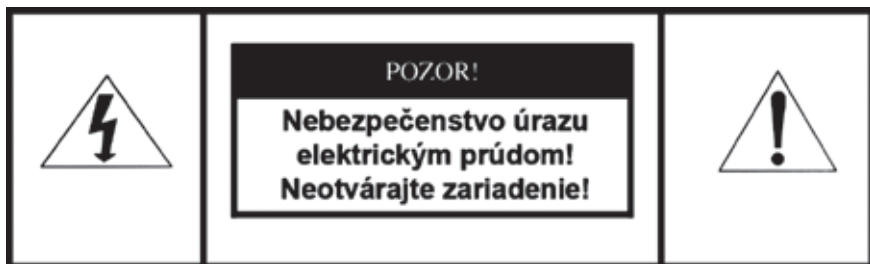 POZOR!
Nebezpečenstvo úrazu
elektrickým prúdom!
Neotvárajte zariadenie!